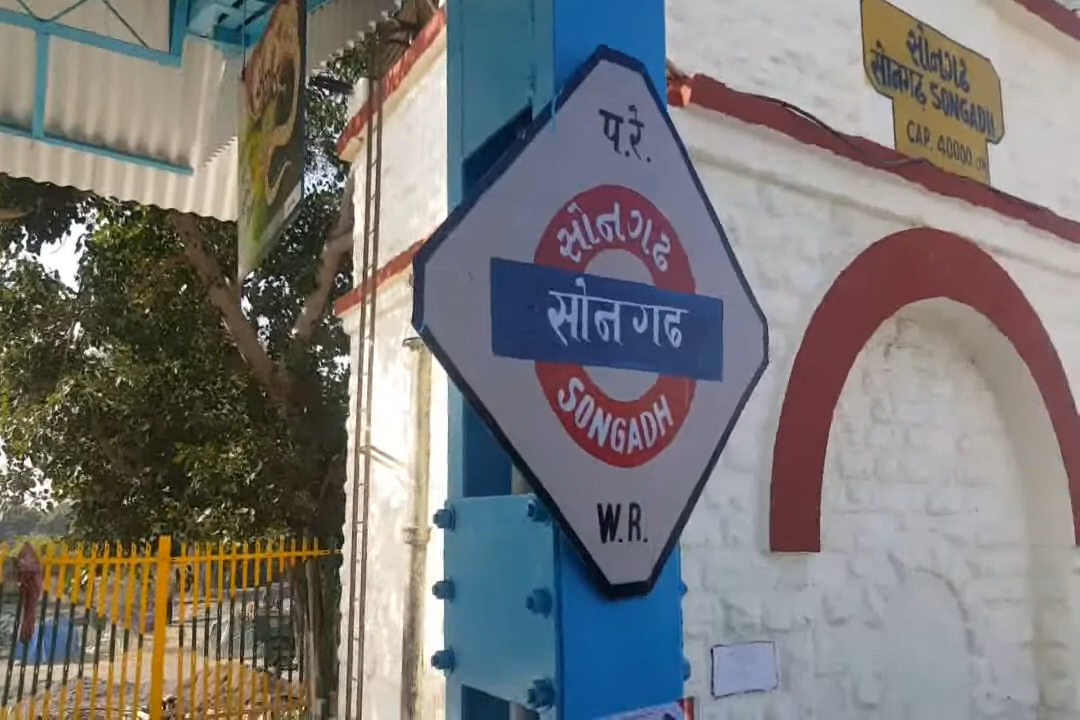 प.रे.
સોનગઢ
सोनगढ
SONGADH
W.R.
સોનગઢ
सोनगढ़ SONGADH
CAP. 40000